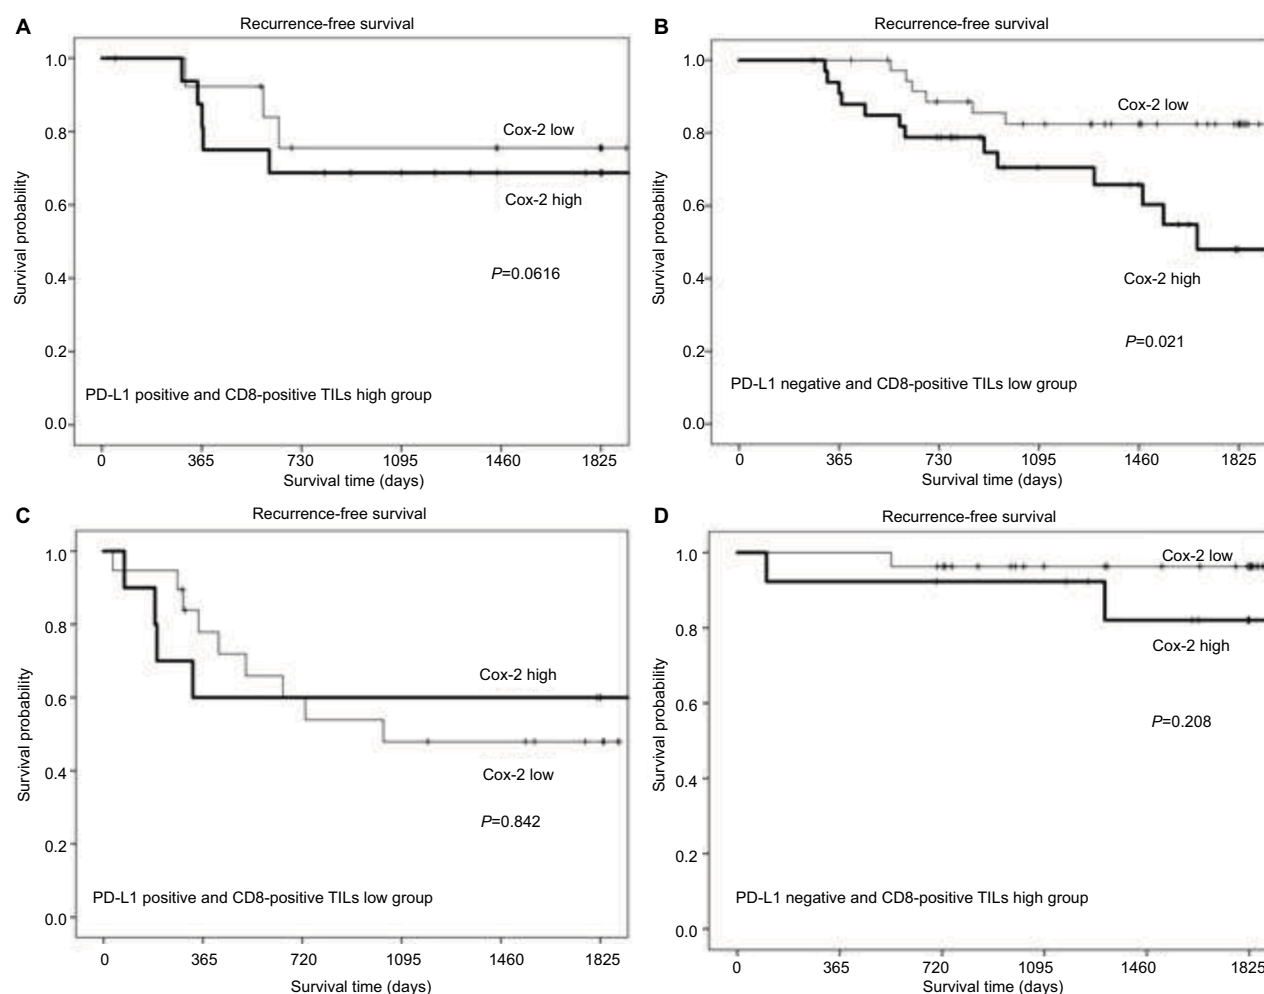 A
Recurrence-free survival
1.0
0.8
0.6
0.4
0.2
0.0
Survival probability
Cox-2 low
Cox-2 high
P=0.0616
PD-L1 positive and CD8-positive TILs high group
0 365 730 1095 1460 1825
Survival time (days)
B
Recurrence-free survival
1.0
0.8
0.6
0.4
0.2
0.0
Survival probability
Cox-2 low
Cox-2 high
P=0.021
PD-L1 negative and CD8-positive TILs low group
0 365 730 1095 1460 1825
Survival time (days)
C
Recurrence-free survival
1.0
0.8
0.6
0.4
0.2
0.0
Survival probability
Cox-2 high
Cox-2 low
P=0.842
PD-L1 positive and CD8-positive TILs low group
0 365 720 1095 1460 1825
Survival time (days)
D
Recurrence-free survival
1.0
0.8
0.6
0.4
0.2
0.0
Survival probability
Cox-2 low
Cox-2 high
P=0.208
PD-L1 negative and CD8-positive TILs high group
0 365 720 1095 1460 1825
Survival time (days)